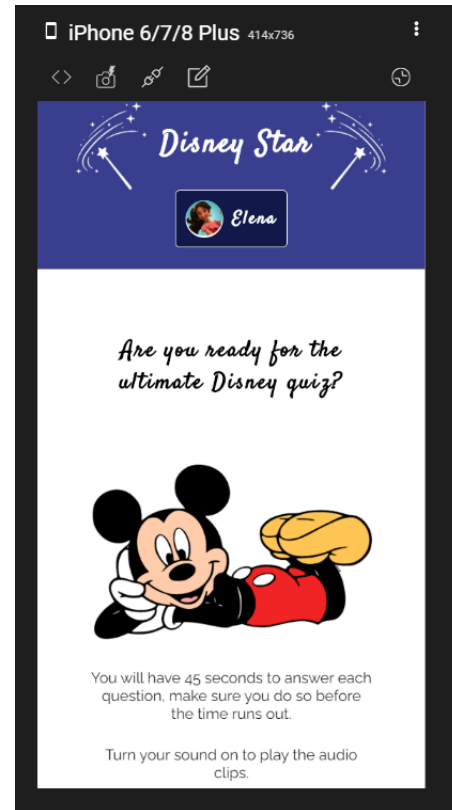 iPhone 6/7/8 Plus 414x736
Disney Star
Elena
Are you ready for the
ultimate Disney quiz?
You will have 45 seconds to answer each
question, make sure you do so before
the time runs out.
Turn your sound on to play the audio
clips.